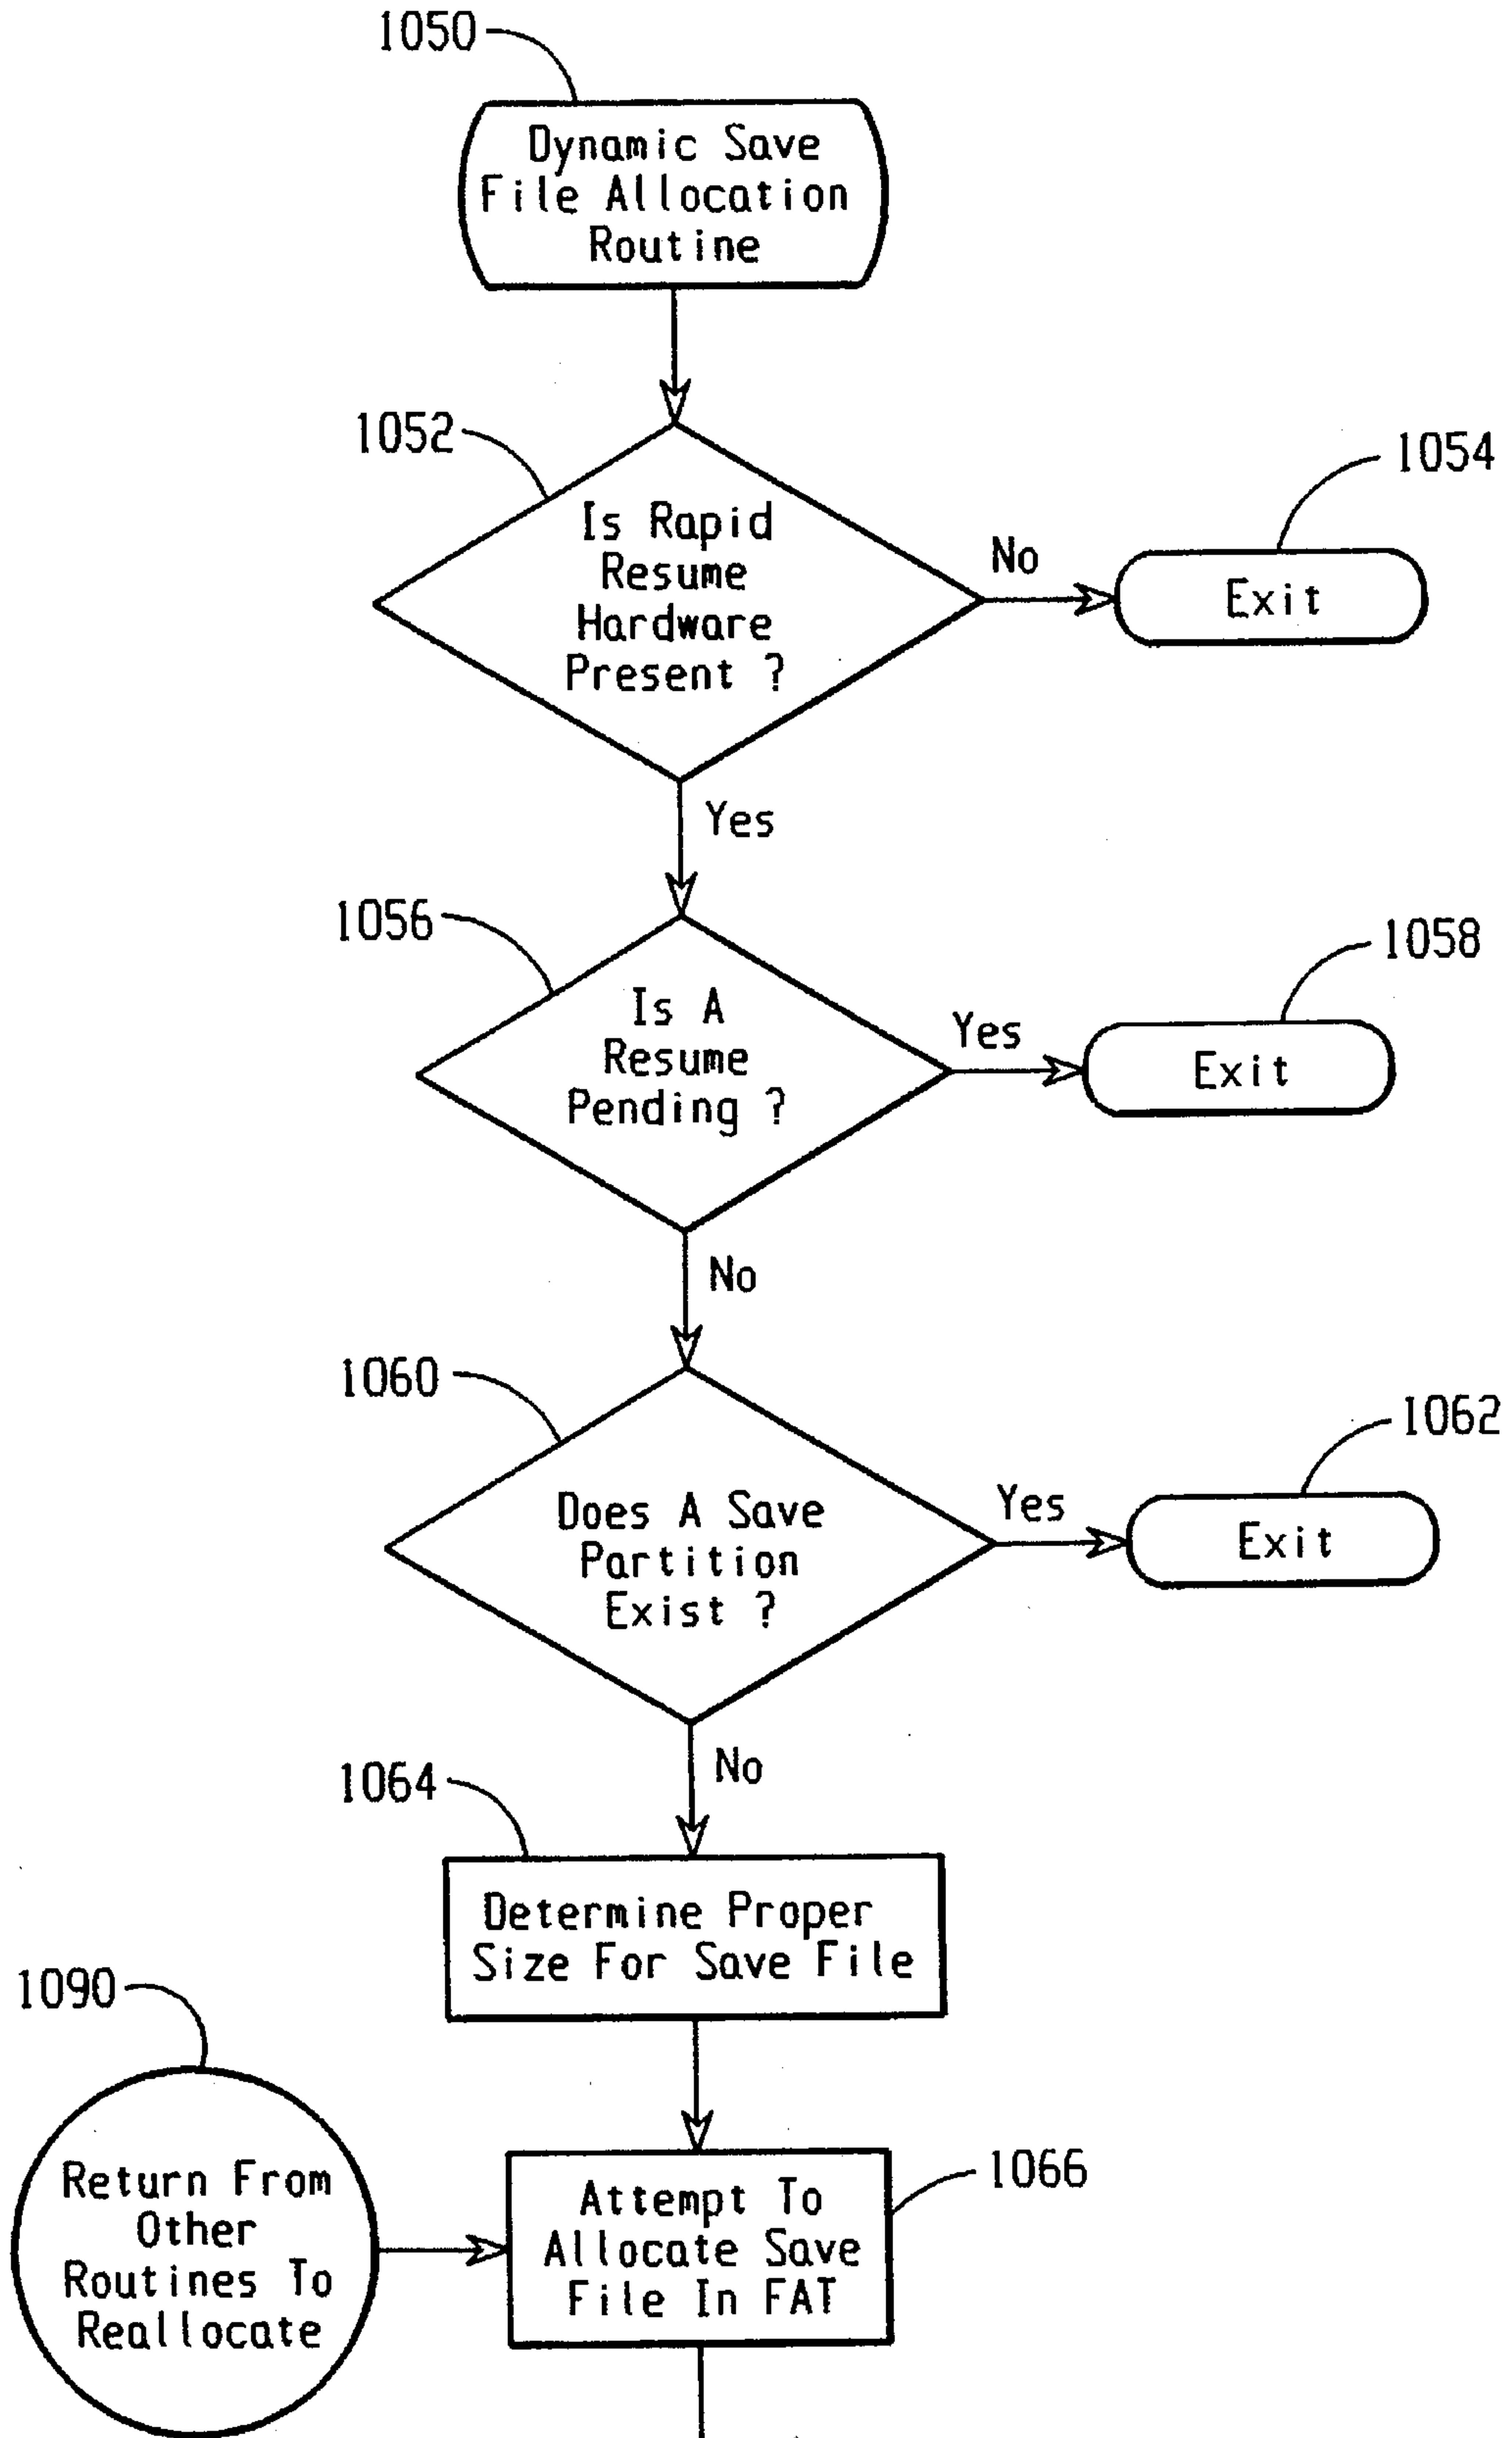 1050
Dynamic Save
File Allocation
Routine
1052
Is Rapid
Resume
Hardware
Present ?
No
1054
Exit
Yes
1056
Is A
Resume
Pending ?
Yes
1058
Exit
No
1060
Does A Save
Partition
Exist ?
Yes
1062
Exit
No
1064
Determine Proper
Size For Save File
1090
Return From
Other
Routines To
Reallocate
1066
Attempt To
Allocate Save
File In FAT